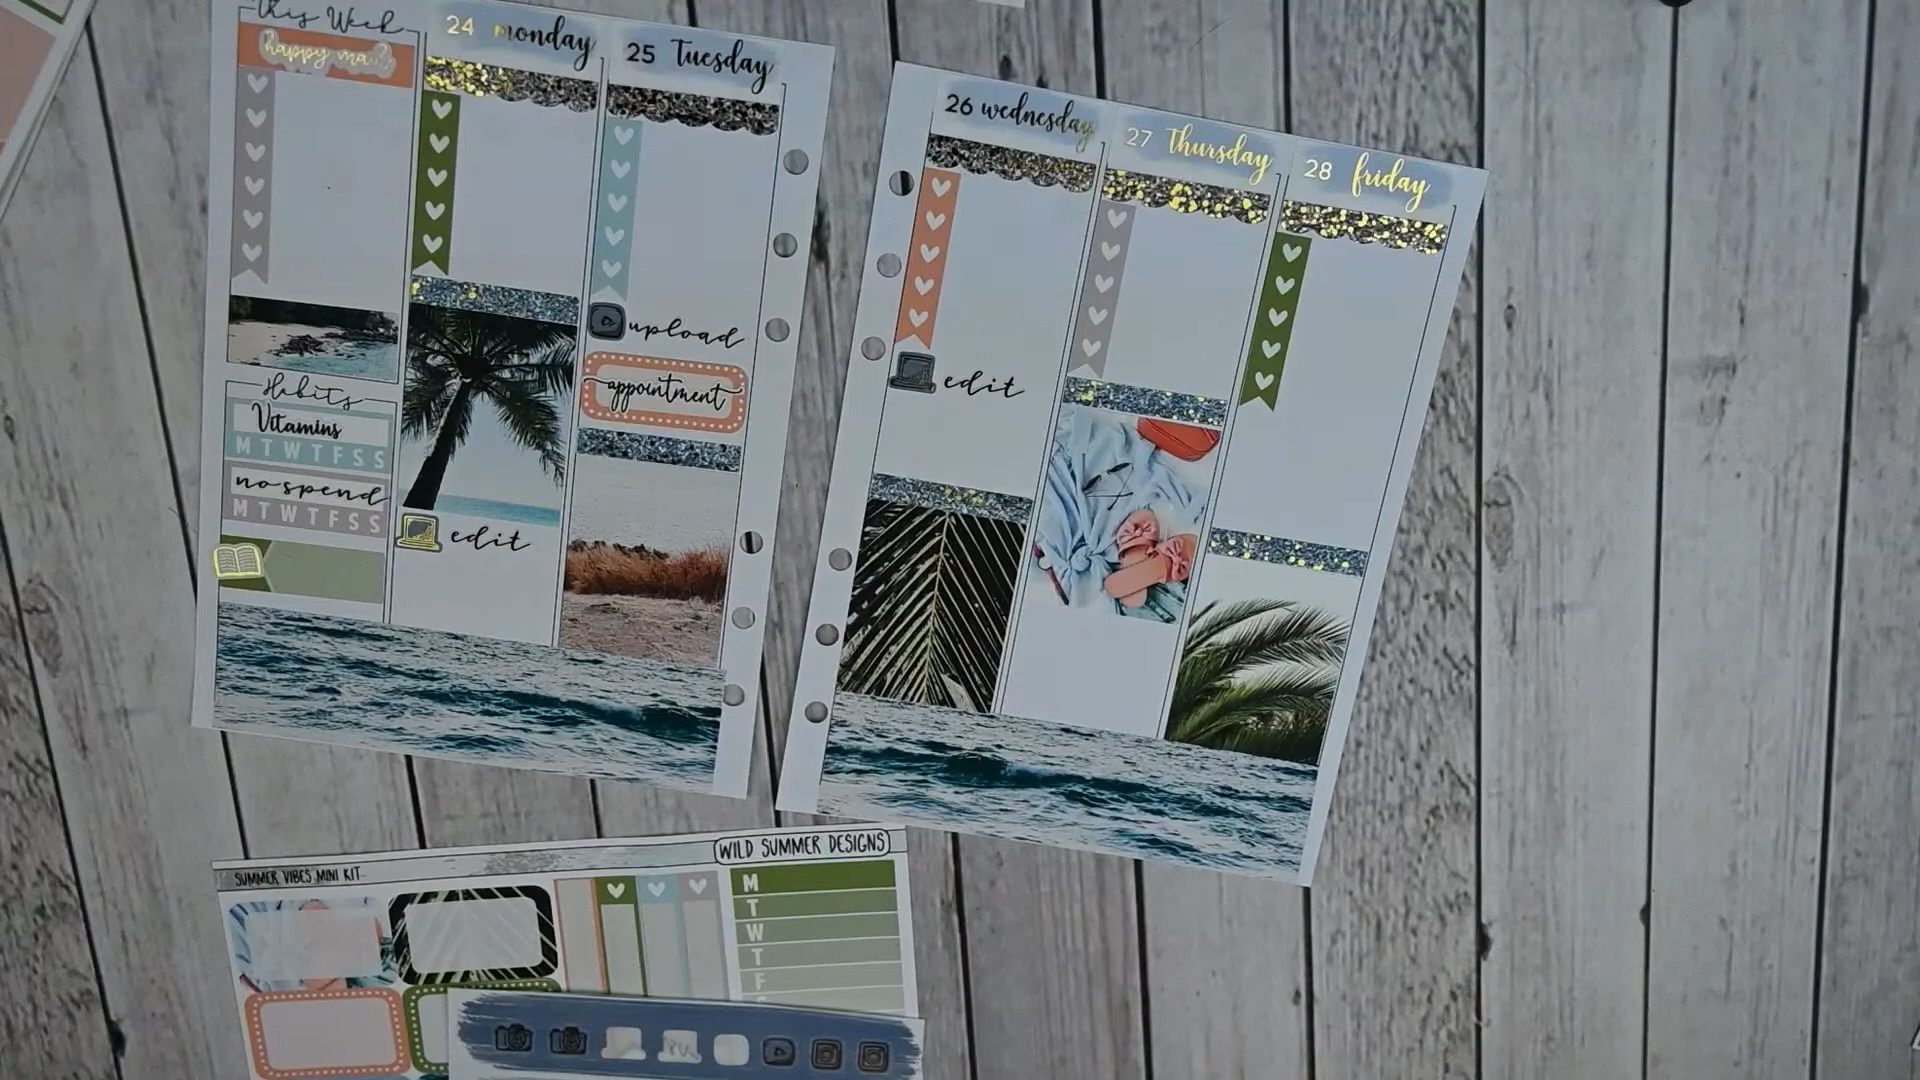 This Week
happy mail
24 monday
25 Tuesday
upload
appointment
Habits
Vitamins
M T W T F S S
no spend
M T W T F S S
edit
26 wednesday
27 Thursday
28 friday
edit
SUMMER VIBES MINI KIT
WILD SUMMER DESIGNS
M
T
W
T
F